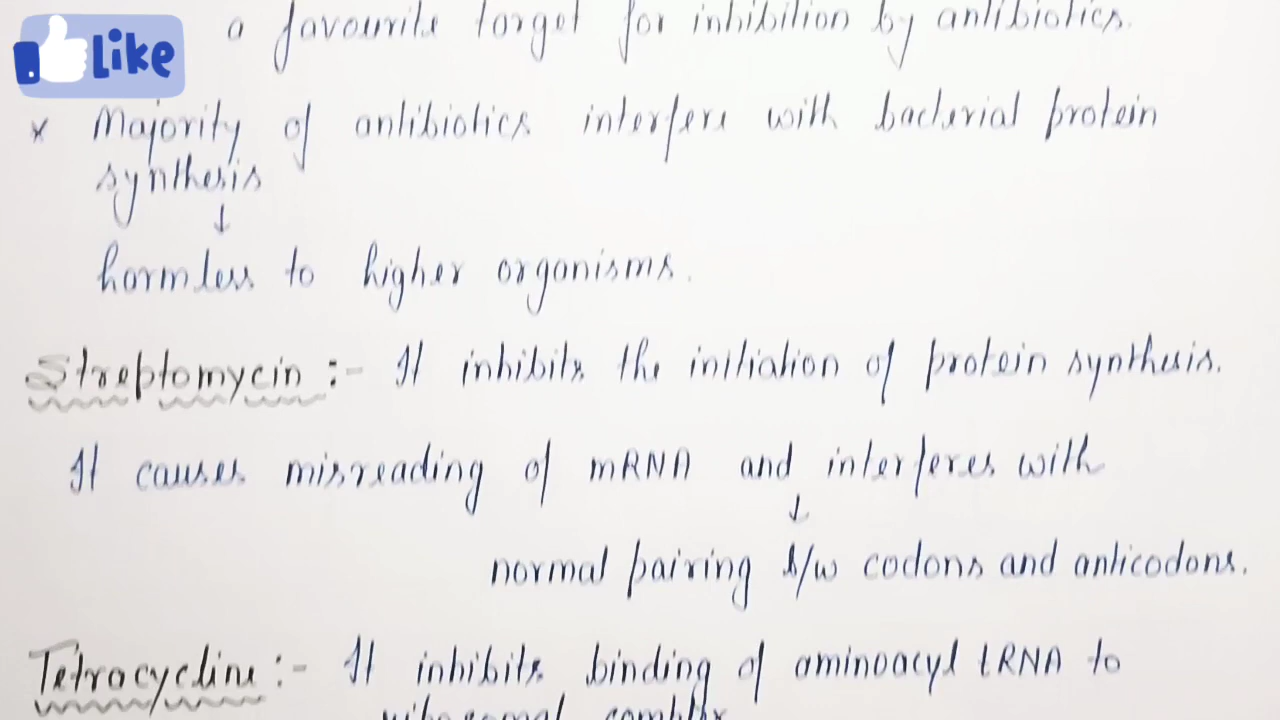 a favourite target for inhibition by antibiotics.
Like
* Majority of antibiotics interfere with bacterial protein
synthesis
↓
harmless to higher organisms.
Streptomycin :- It inhibits the initiation of protein synthesis.
It causes misreading of mRNA and interferes with
↓
normal pairing b/w codons and anticodons.
Tetracycline :- It inhibits binding of aminoacyl tRNA to
ribosomal complex